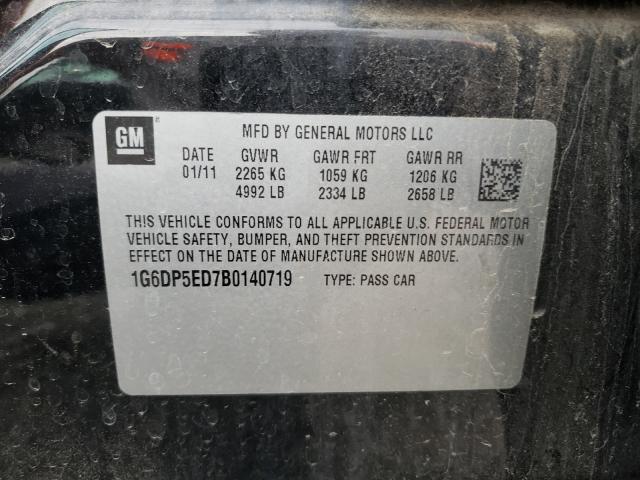 GM
MFD BY GENERAL MOTORS LLC
DATE GVWR GAWR FRT GAWR RR
01/11 2265 KG 1059 KG 1206 KG
4992 LB 2334 LB 2658 LB
THIS VEHICLE CONFORMS TO ALL APPLICABLE U.S. FEDERAL MOTOR
VEHICLE SAFETY, BUMPER, AND THEFT PREVENTION STANDARDS IN
EFFECT ON THE DATE OF MANUFACTURE SHOWN ABOVE.
1G6DP5ED7B0140719 TYPE: PASS CAR